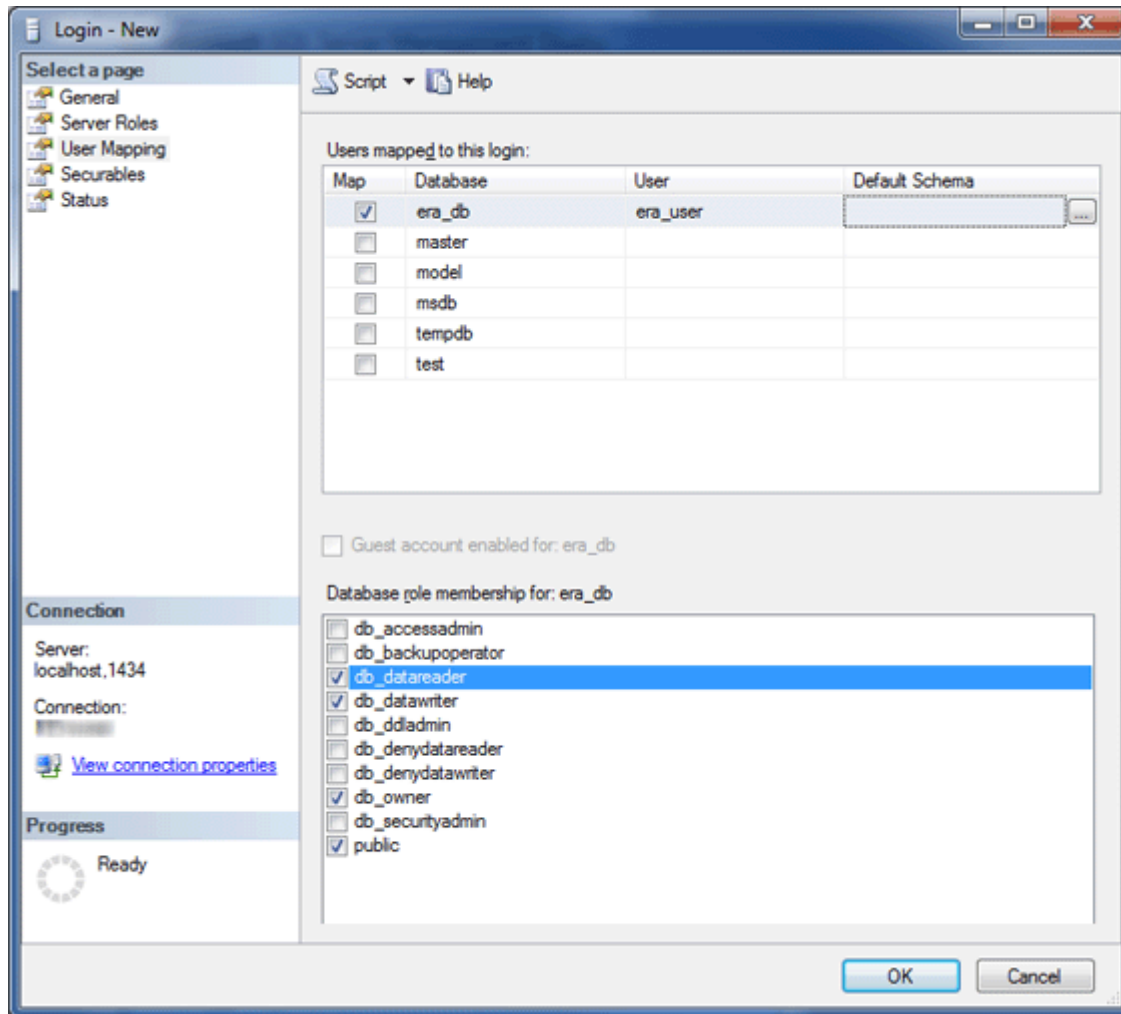 Login - New
Select a page
General
Server Roles
User Mapping
Securables
Status
Script Help
Users mapped to this login:
Map Database User Default Schema
era_db era_user ...
master
model
msdb
tempdb
test
Guest account enabled for: era_db
Database role membership for: era_db
db_accessadmin
db_backupoperator
db_datareader
db_datawriter
db_ddladmin
db_denydatareader
db_denydatawriter
db_owner
db_securityadmin
public
Connection
Server:
localhost,1434
Connection:
View connection properties
Progress
Ready
OK Cancel